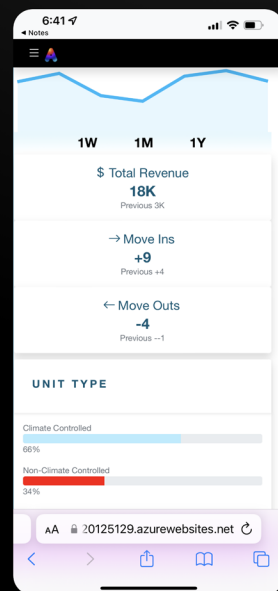 6:41
◀ Notes
1W 1M 1Y
$ Total Revenue
18K
Previous 3K
→ Move Ins
+9
Previous +4
← Move Outs
-4
Previous --1
UNIT TYPE
Climate Controlled
66%
Non-Climate Controlled
34%
AA 20125129.azurewebsites.net